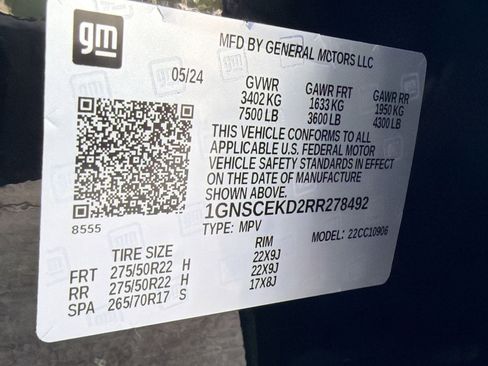 gm
MFD BY GENERAL MOTORS LLC
05/24
GVWR GAWR FRT GAWR RR
3402 KG 1633 KG 1950 KG
7500 LB 3600 LB 4300 LB
THIS VEHICLE CONFORMS TO ALL
APPLICABLE U.S. FEDERAL MOTOR
VEHICLE SAFETY STANDARDS IN EFFECT
ON THE DATE OF MANUFACTURE
SHOWN ABOVE.
1GNSCEKD2RR278492
8555
TYPE: MPV MODEL: 22CC10906
TIRE SIZE RIM
FRT 275/50R22 H 22X9J
RR 275/50R22 H 22X9J
SPA 265/70R17 S 17X8J